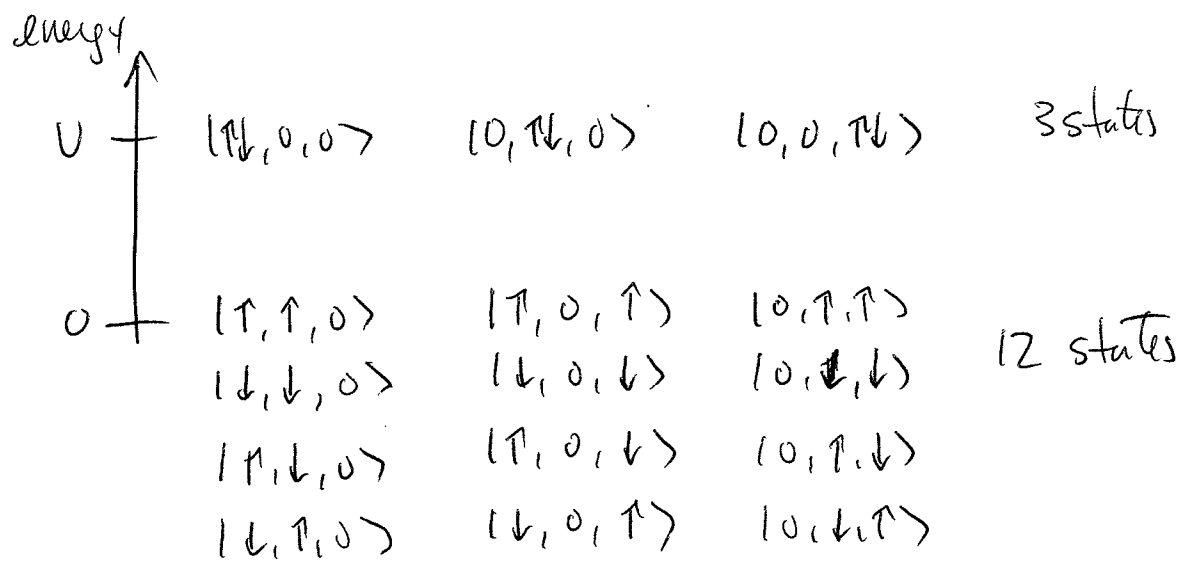 energy
U |↑↓, 0, 0⟩ |0, ↑↓, 0⟩ |0, 0, ↑↓⟩ 3 states
0 |↑, ↑, 0⟩ |↑, 0, ↑⟩ |0, ↑, ↑⟩
|↓, ↓, 0⟩ |↓, 0, ↓⟩ |0, ↓, ↓⟩ 12 states
|↑, ↓, 0⟩ |↑, 0, ↓⟩ |0, ↑, ↓⟩
|↓, ↑, 0⟩ |↓, 0, ↑⟩ |0, ↓, ↑⟩